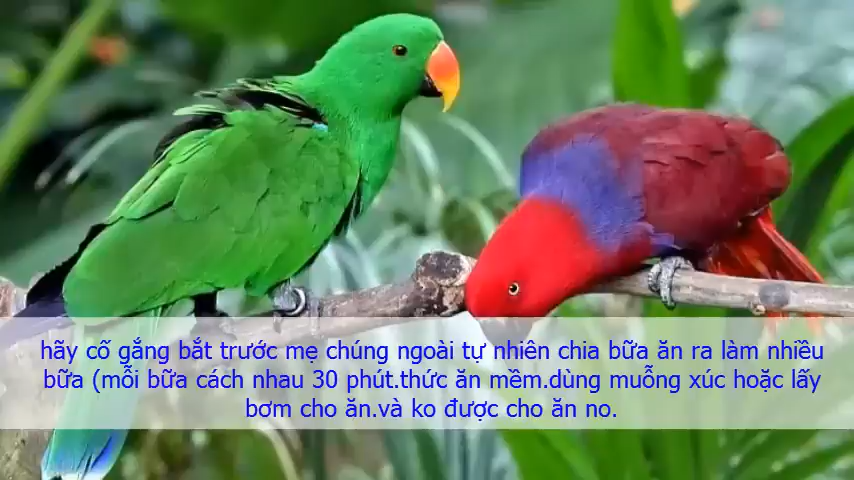 hãy cố gắng bắt trước mẹ chúng ngoài tự nhiên chia bữa ăn ra làm nhiều
bữa (mỗi bữa cách nhau 30 phút.thức ăn mềm.dùng muỗng xúc hoặc lấy
bơm cho ăn.và ko được cho ăn no.